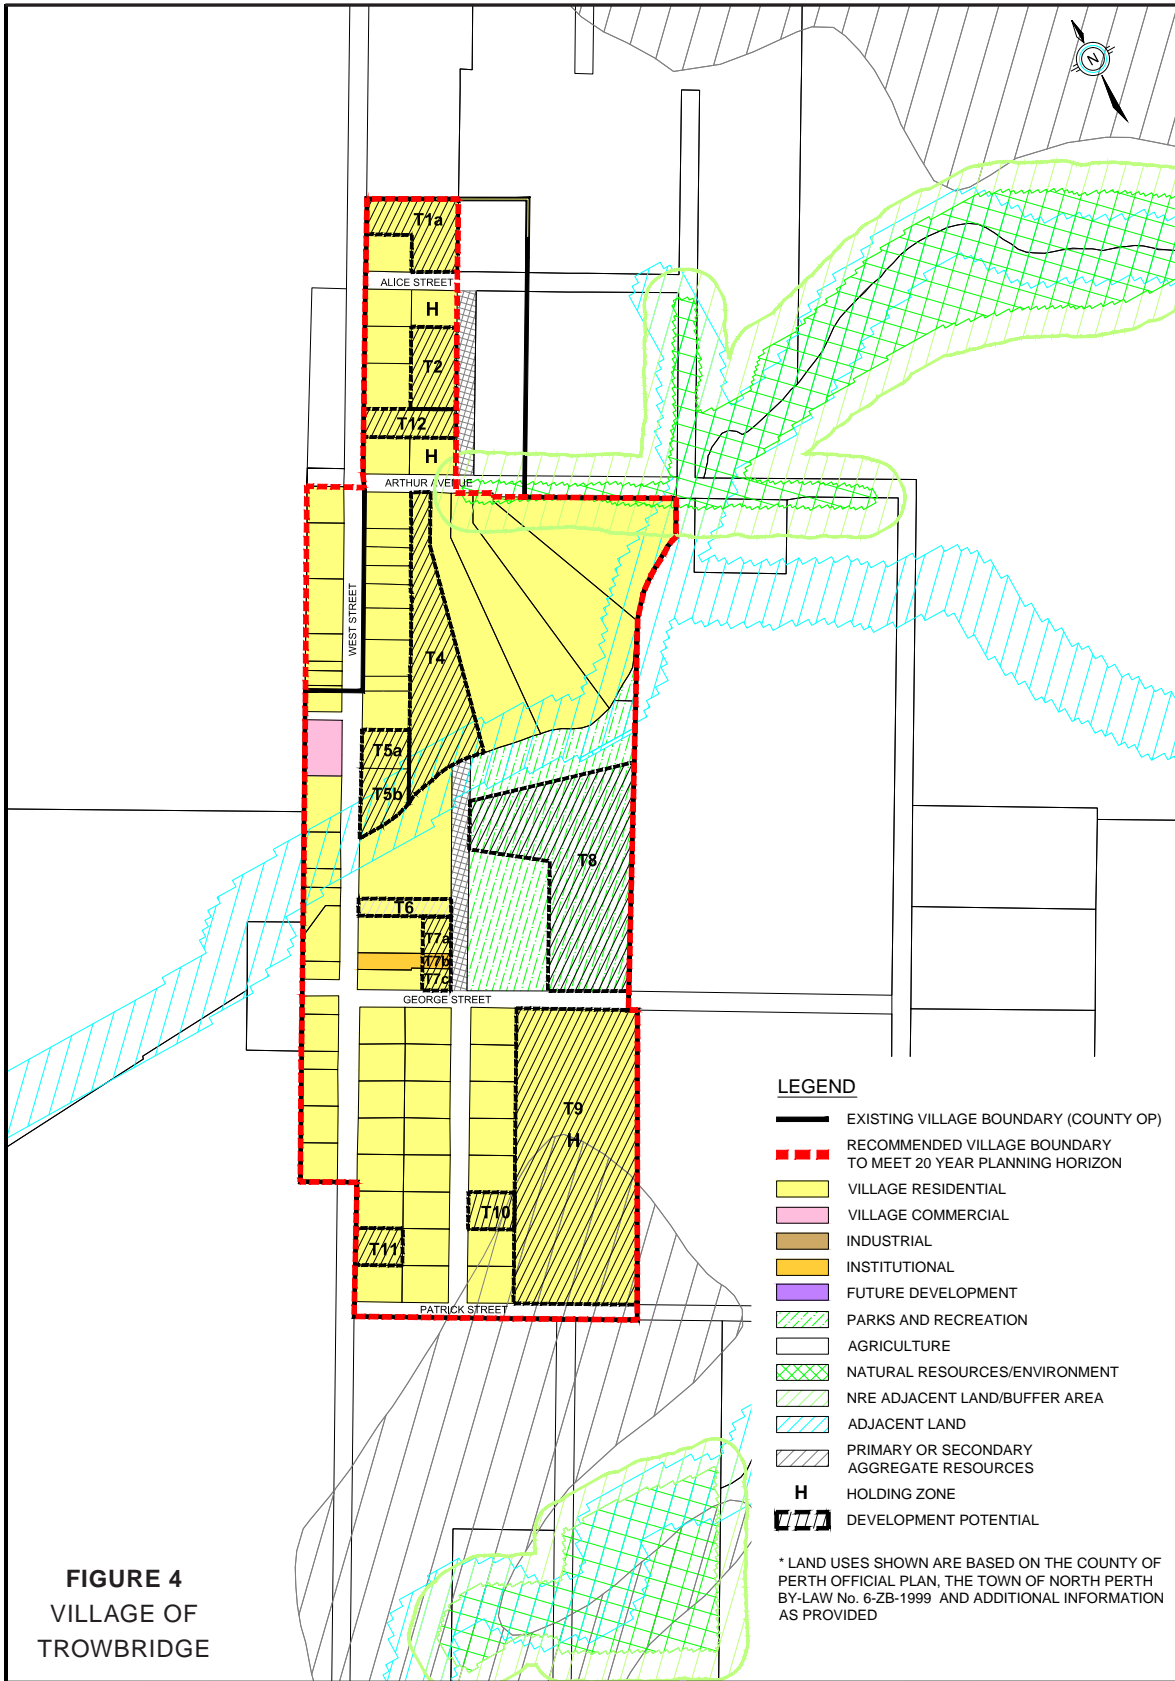 N
T1a
ALICE STREET
H
T2
T12
H
ARTHUR AVENUE
WEST STREET
T4
T5a
T5b
T8
T6
T7a
T7b
T7c
GEORGE STREET
T9
H
T10
T11
PATRICK STREET
LEGEND
EXISTING VILLAGE BOUNDARY (COUNTY OP)
RECOMMENDED VILLAGE BOUNDARY
TO MEET 20 YEAR PLANNING HORIZON
VILLAGE RESIDENTIAL
VILLAGE COMMERCIAL
INDUSTRIAL
INSTITUTIONAL
FUTURE DEVELOPMENT
PARKS AND RECREATION
AGRICULTURE
NATURAL RESOURCES/ENVIRONMENT
NRE ADJACENT LAND/BUFFER AREA
ADJACENT LAND
PRIMARY OR SECONDARY
AGGREGATE RESOURCES
H HOLDING ZONE
DEVELOPMENT POTENTIAL
* LAND USES SHOWN ARE BASED ON THE COUNTY OF
PERTH OFFICIAL PLAN, THE TOWN OF NORTH PERTH
BY-LAW No. 6-ZB-1999 AND ADDITIONAL INFORMATION
AS PROVIDED
FIGURE 4
VILLAGE OF
TROWBRIDGE